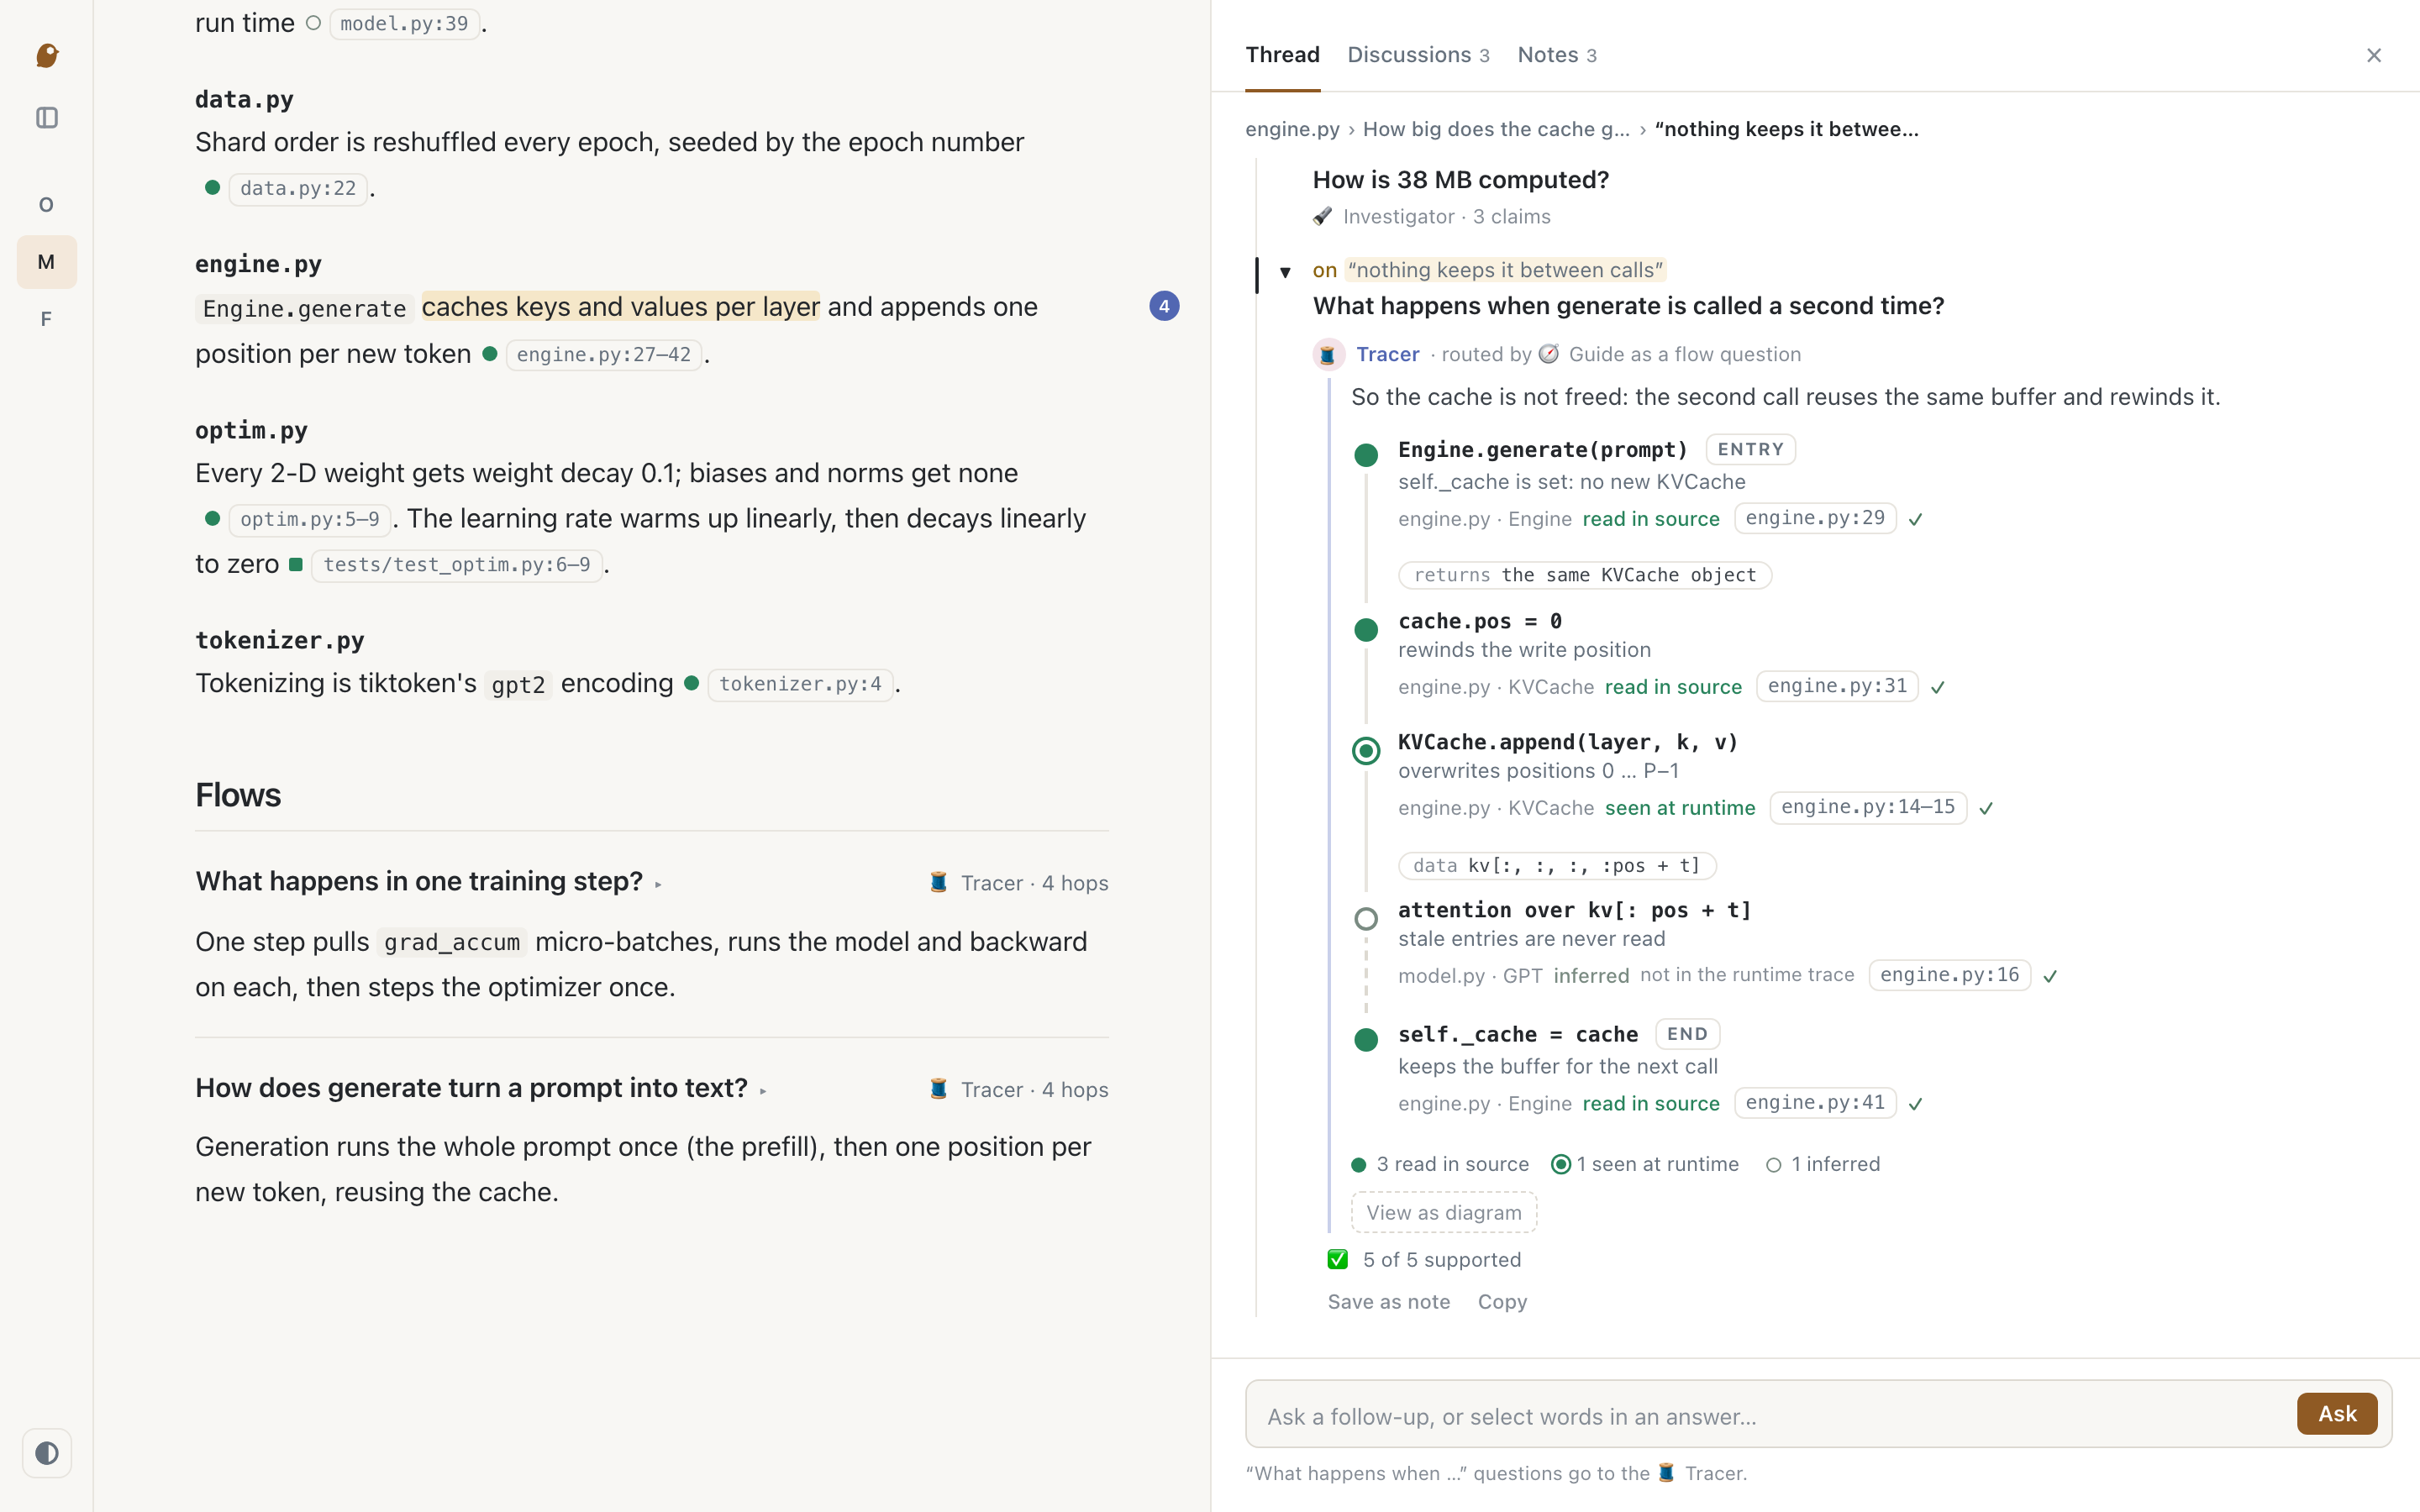 O
M
F
run time model.py:39.
data.py
Shard order is reshuffled every epoch, seeded by the epoch number
data.py:22.
engine.py
Engine.generate caches keys and values per layer and appends one
4
position per new token engine.py:27–42.
optim.py
Every 2-D weight gets weight decay 0.1; biases and norms get none
optim.py:5–9. The learning rate warms up linearly, then decays linearly
to zero tests/test_optim.py:6–9.
tokenizer.py
Tokenizing is tiktoken's gpt2 encoding tokenizer.py:4.
Flows
What happens in one training step? ▸ Tracer · 4 hops
One step pulls grad_accum micro-batches, runs the model and backward
on each, then steps the optimizer once.
How does generate turn a prompt into text? ▸ Tracer · 4 hops
Generation runs the whole prompt once (the prefill), then one position per
new token, reusing the cache.
Thread Discussions 3 Notes 3 ×
engine.py › How big does the cache g... › “nothing keeps it betwee...
How is 38 MB computed?
Investigator · 3 claims
▼ on “nothing keeps it between calls”
What happens when generate is called a second time?
Tracer · routed by Guide as a flow question
So the cache is not freed: the second call reuses the same buffer and rewinds it.
Engine.generate(prompt) ENTRY
self._cache is set: no new KVCache
engine.py · Engine read in source engine.py:29 ✓
returns the same KVCache object
cache.pos = 0
rewinds the write position
engine.py · KVCache read in source engine.py:31 ✓
KVCache.append(layer, k, v)
overwrites positions 0 … P–1
engine.py · KVCache seen at runtime engine.py:14–15 ✓
data kv[:, :, :, :pos + t]
attention over kv[: pos + t]
stale entries are never read
model.py · GPT inferred not in the runtime trace engine.py:16 ✓
self._cache = cache END
keeps the buffer for the next call
engine.py · Engine read in source engine.py:41 ✓
3 read in source 1 seen at runtime 1 inferred
View as diagram
✅ 5 of 5 supported
Save as note Copy
Ask a follow-up, or select words in an answer…
Ask
“What happens when …” questions go to the Tracer.